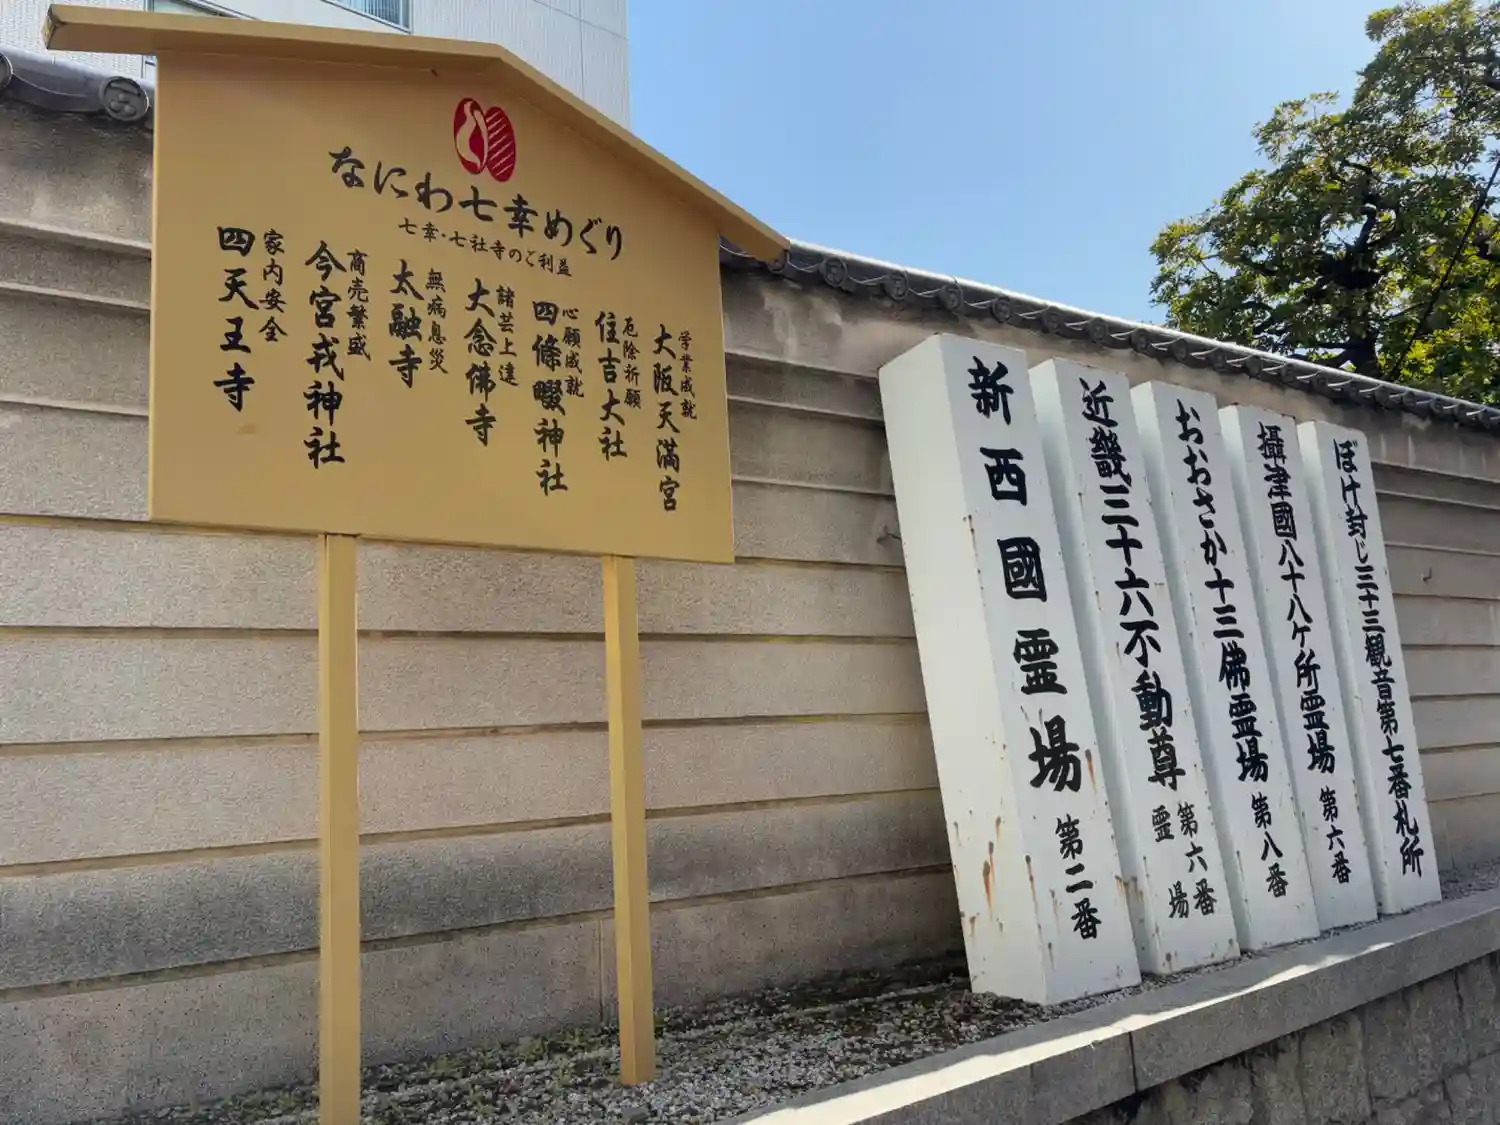 なにわ七幸めぐり
七幸・七社寺のご利益
学業成就
大阪天満宮
厄除祈願
住吉大社
心願成就
四條畷神社
諸芸上達
大念佛寺
無病息災
太融寺
商売繁盛
今宮戎神社
家内安全
四天王寺
新西國霊場 第二番
近畿三十六不動尊 第六番霊場
おおさか十三佛霊場 第八番
攝津國八十八ケ所霊場 第六番
ぼけ封じ三十三観音第七番札所